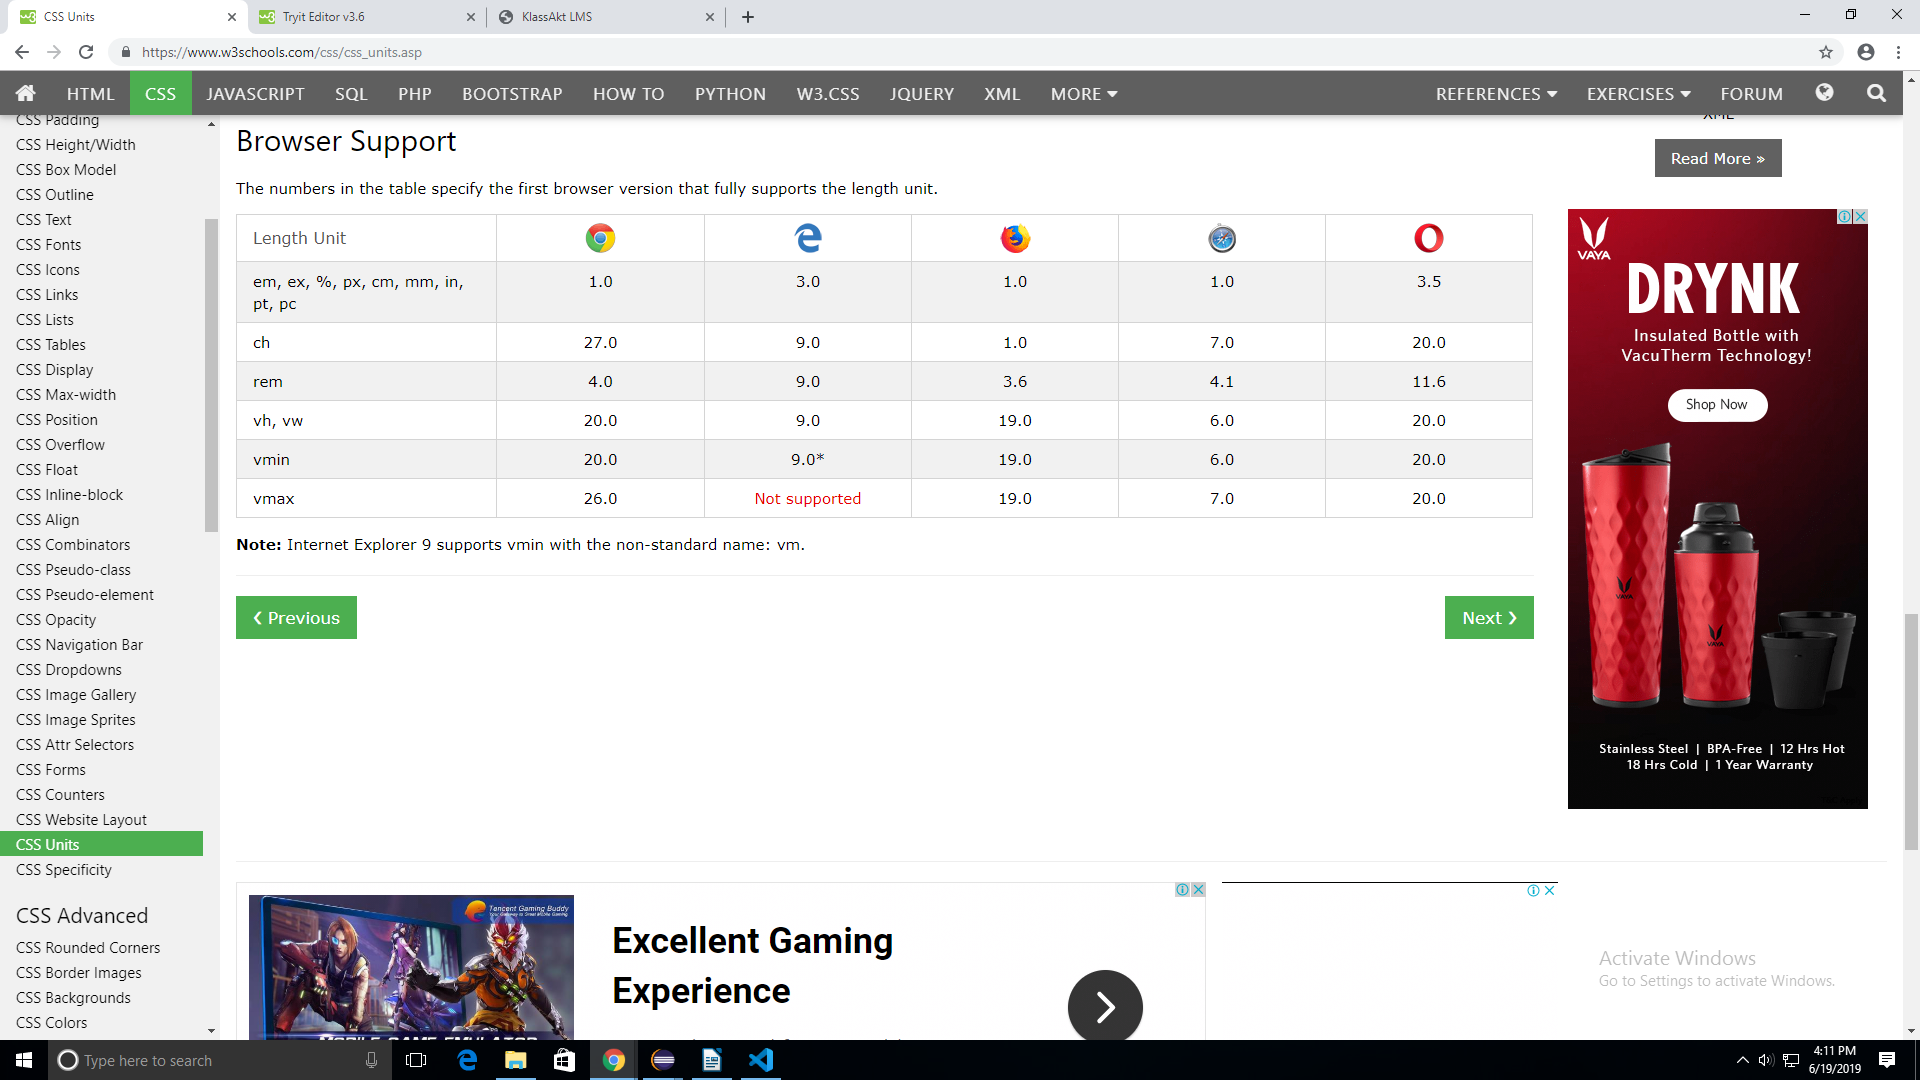 CSS Units
Tryit Editor v3.6
KlassAkt LMS
https://www.w3schools.com/css/css_units.asp
HTML
CSS
JAVASCRIPT
SQL
PHP
BOOTSTRAP
HOW TO
PYTHON
W3.CSS
JQUERY
XML
MORE
REFERENCES
EXERCISES
FORUM
CSS Padding
CSS Height/Width
CSS Box Model
CSS Outline
CSS Text
CSS Fonts
CSS Icons
CSS Links
CSS Lists
CSS Tables
CSS Display
CSS Max-width
CSS Position
CSS Overflow
CSS Float
CSS Inline-block
CSS Align
CSS Combinators
CSS Pseudo-class
CSS Pseudo-element
CSS Opacity
CSS Navigation Bar
CSS Dropdowns
CSS Image Gallery
CSS Image Sprites
CSS Attr Selectors
CSS Forms
CSS Counters
CSS Website Layout
CSS Units
CSS Specificity
CSS Advanced
CSS Rounded Corners
CSS Border Images
CSS Backgrounds
CSS Colors
Browser Support
The numbers in the table specify the first browser version that fully supports the length unit.
Length Unit
em, ex, %, px, cm, mm, in, pt, pc 1.0 3.0 1.0 1.0 3.5
ch 27.0 9.0 1.0 7.0 20.0
rem 4.0 9.0 3.6 4.1 11.6
vh, vw 20.0 9.0 19.0 6.0 20.0
vmin 20.0 9.0* 19.0 6.0 20.0
vmax 26.0 Not supported 19.0 7.0 20.0
Note: Internet Explorer 9 supports vmin with the non-standard name: vm.
❮ Previous
Next ❯
XML
Read More »
VAYA
DRYNK
Insulated Bottle with
VacuTherm Technology!
Shop Now
VAYA
VAYA
Stainless Steel | BPA-Free | 12 Hrs Hot
18 Hrs Cold | 1 Year Warranty
Tencent Gaming Buddy
Your Gateway to Great Mobile Gaming
MOBILE GAME EMULATOR
Excellent Gaming
Experience
Activate Windows
Go to Settings to activate Windows.
Type here to search
4:11 PM
6/19/2019